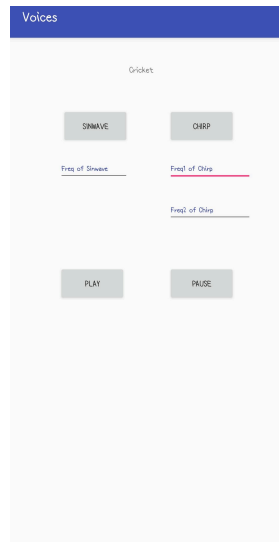 Voices
Cricket
SINWAVE CHIRP
Freq of Sinwave Freq1 of Chirp
Freq2 of Chirp
PLAY PAUSE